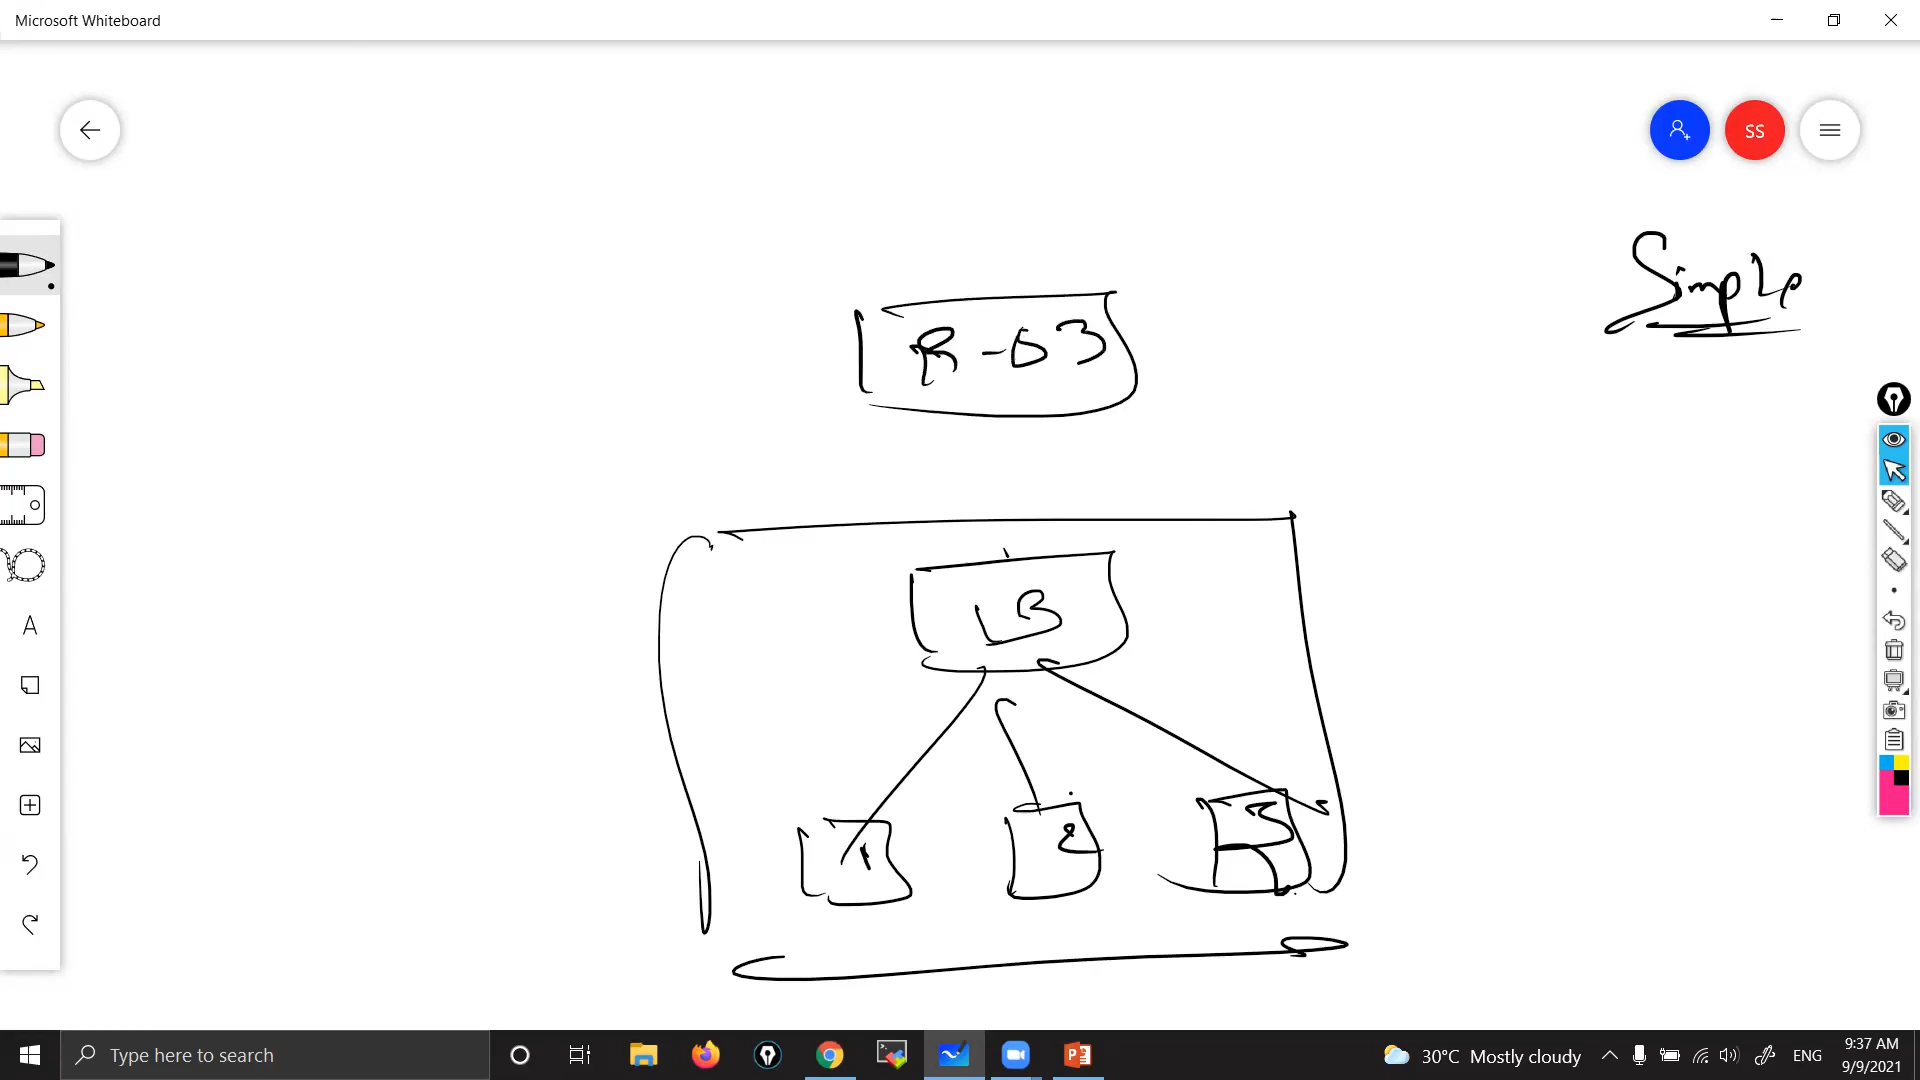 Microsoft Whiteboard
SS
Simple
R-53
LB
1
2
3
A
Type here to search
30°C Mostly cloudy
ENG
9:37 AM
9/9/2021